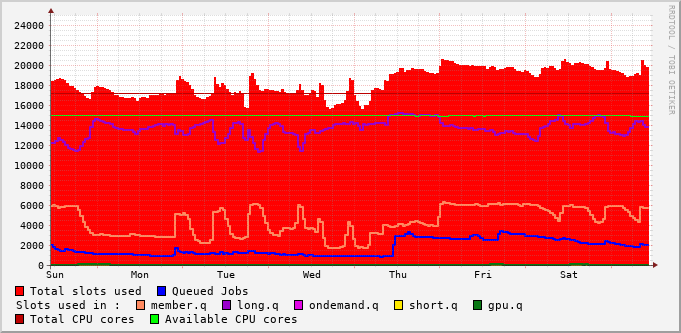 RRDTOOL / TOBI OETIKER
24000
22000
20000
18000
16000
14000
12000
10000
8000
6000
4000
2000
0
Sun Mon Tue Wed Thu Fri Sat
Total slots used Queued Jobs
Slots used in : member.q long.q ondemand.q short.q gpu.q
Total CPU cores Available CPU cores